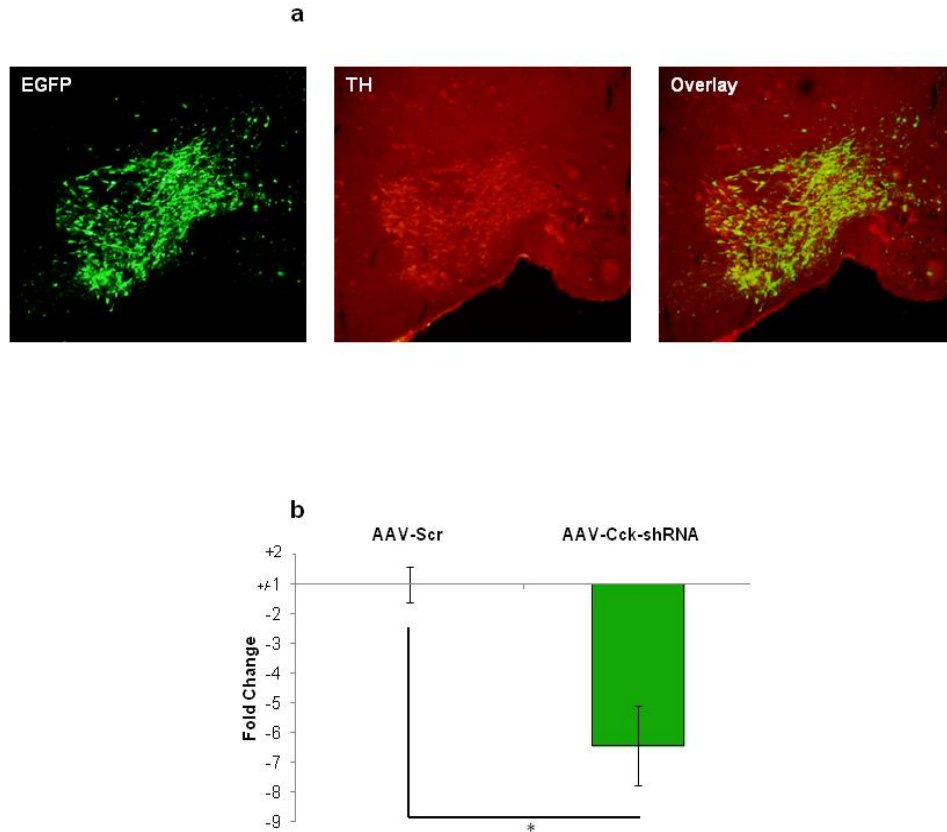 a
EGFP
TH
Overlay
b
AAV-Scr
AAV-Cck-shRNA
+2
+/-1
-2
-3
-4
-5
-6
-7
-8
-9
Fold Change
*